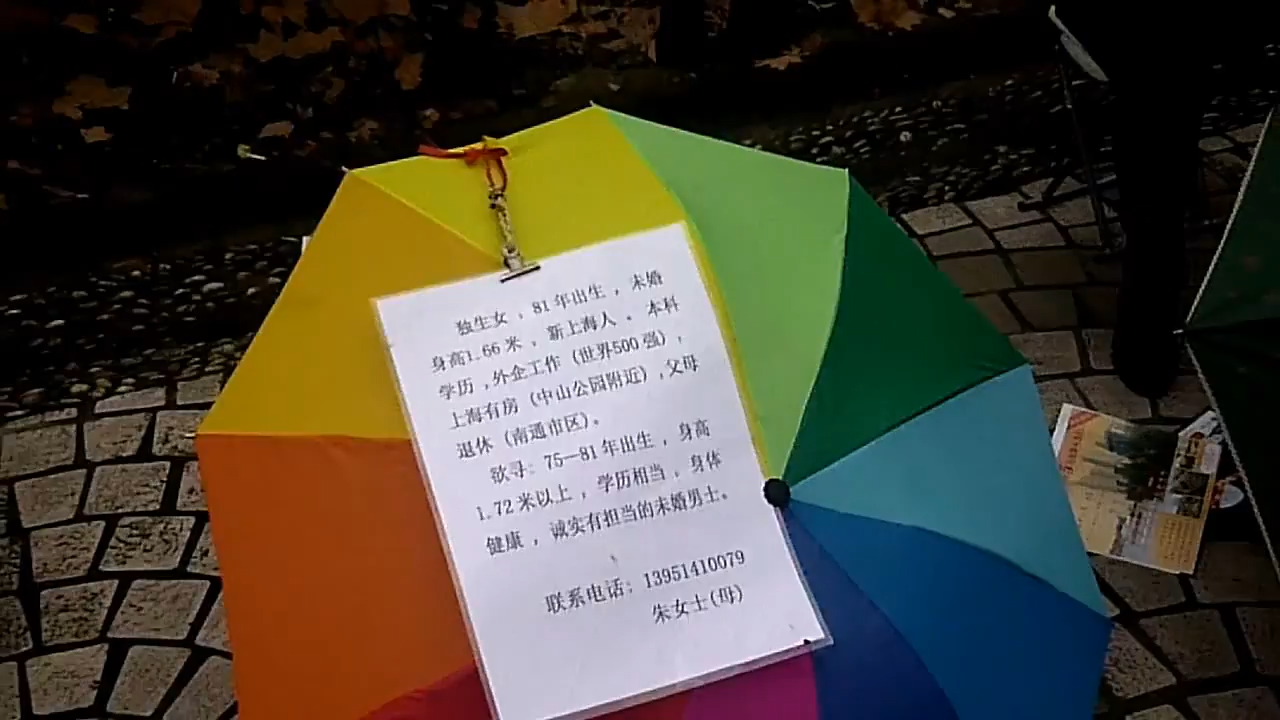 独生女，81年出生，未婚
身高1.66米，新上海人。本科
学历，外企工作（世界500强），
上海有房（中山公园附近），父母
退休（南通市区）。
欲寻：75—81年出生，身高
1.72米以上，学历相当，身体
健康，诚实有担当的未婚男士。
联系电话：13951410079
朱女士(母)